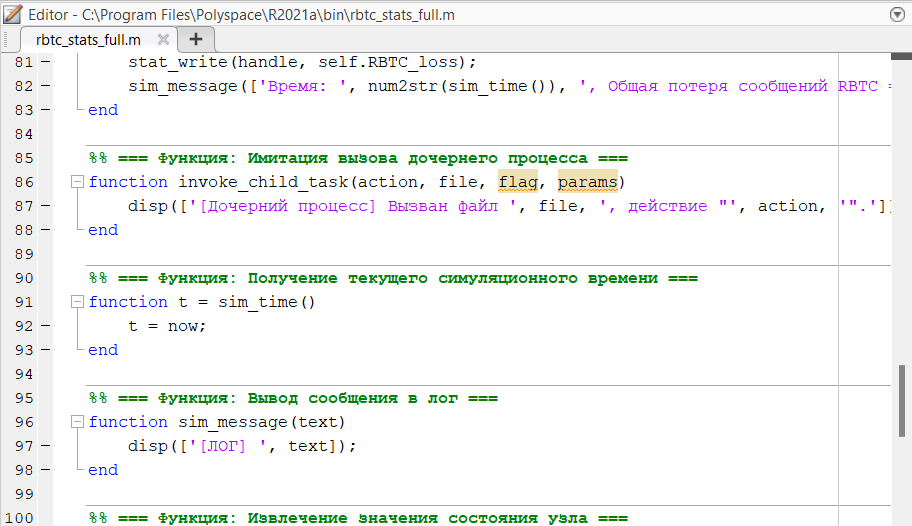 Editor - C:\Program Files\Polyspace\R2021a\bin\rbtc_stats_full.m
rbtc_stats_full.m
81 stat_write(handle, self.RBTC_loss);
82 sim_message(['Время: ', num2str(sim_time()), ', Общая потеря сообщений RBTC =
83 end
84
85 %% === Функция: Имитация вызова дочернего процесса ===
86 function invoke_child_task(action, file, flag, params)
87 disp(['[Дочерний процесс] Вызван файл ', file, ', действие "', action, '".']
88 end
89
90 %% === Функция: Получение текущего симуляционного времени ===
91 function t = sim_time()
92 t = now;
93 end
94
95 %% === Функция: Вывод сообщения в лог ===
96 function sim_message(text)
97 disp(['[ЛОГ] ', text]);
98 end
99
100 %% === Функция: Извлечение значения состояния узла ===